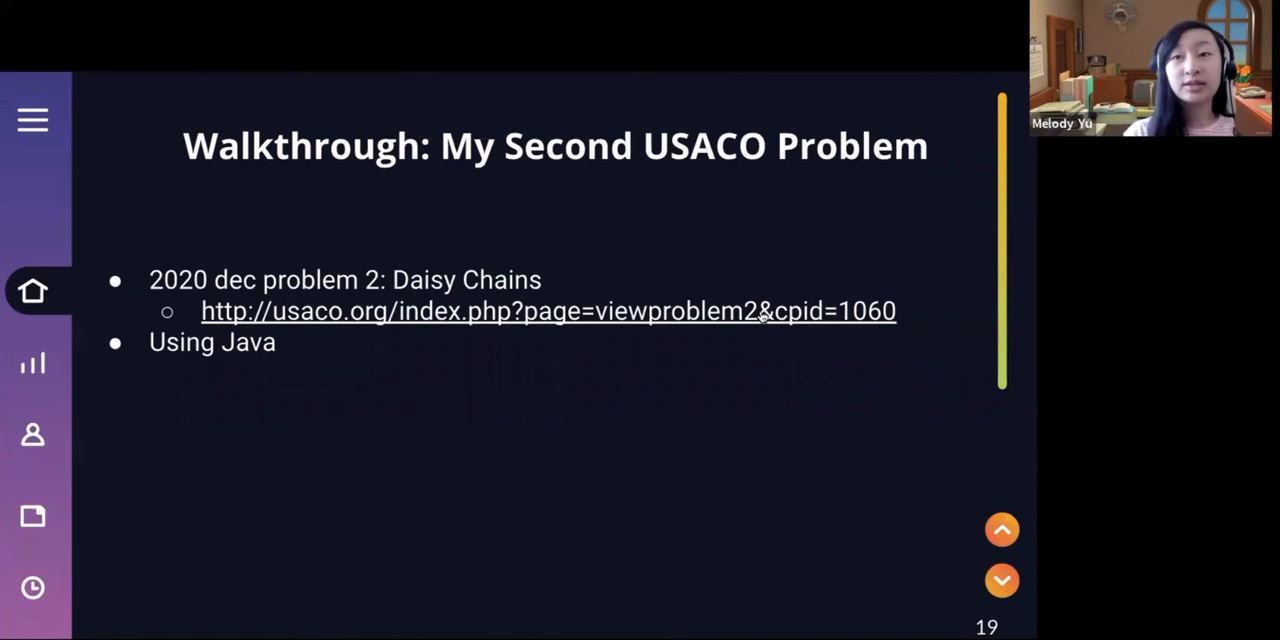 Melody Yu
Walkthrough: My Second USACO Problem
2020 dec problem 2: Daisy Chains
http://usaco.org/index.php?page=viewproblem2&cpid=1060
Using Java
19